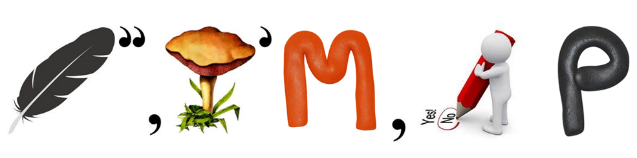 ,, , ' М , Yes! No Р